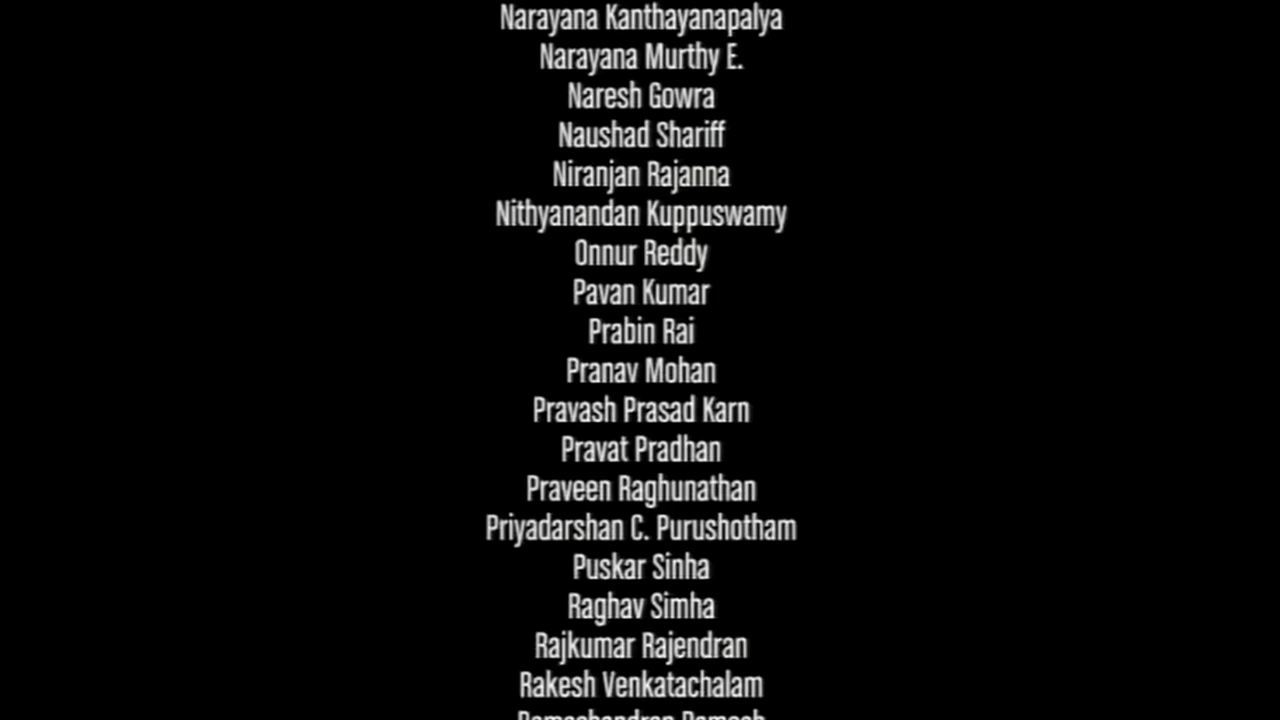 Narayana Kanthayanapalya
Narayana Murthy E.
Naresh Gowra
Naushad Shariff
Niranjan Rajanna
Nithyanandan Kuppuswamy
Onnur Reddy
Pavan Kumar
Prabin Rai
Pranav Mohan
Pravash Prasad Karn
Pravat Pradhan
Praveen Raghunathan
Priyadarshan C. Purushotham
Puskar Sinha
Raghav Simha
Rajkumar Rajendran
Rakesh Venkatachalam